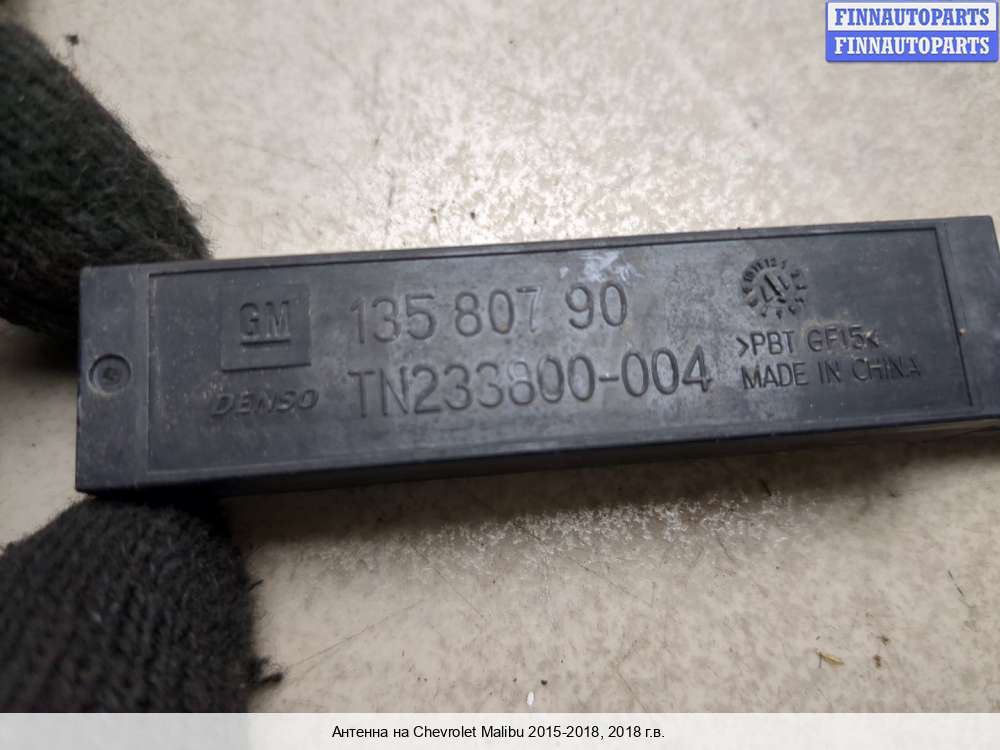 FINNAUTOPARTS
FINNAUTOPARTS
GM
135 807 90
DENSO
TN233800-004
>PBT GF15<
MADE IN CHINA
Антенна на Chevrolet Malibu 2015-2018, 2018 г.в.